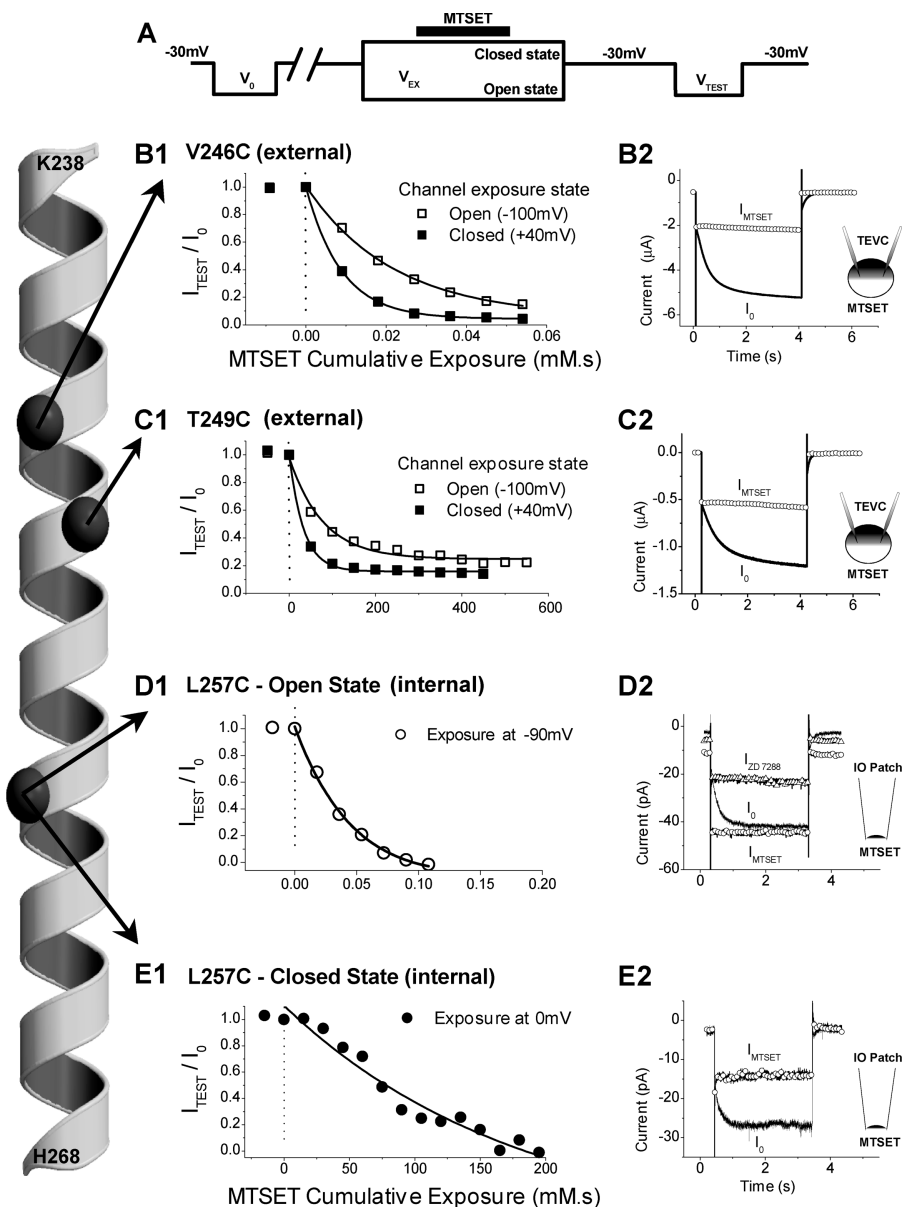 A
MTSET
-30mV
V0
VEX
Closed state
Open state
-30mV
VTEST
-30mV
K238
H268
B1 V246C (external)
ITEST / I0
1.0
0.8
0.6
0.4
0.2
0.0
Channel exposure state
Open (-100mV)
Closed (+40mV)
0.00 0.02 0.04 0.06
MTSET Cumulative Exposure (mM.s)
B2
Current (µA)
0
-2
-4
-6
IMTSET
I0
TEVC
MTSET
0 2 4 6
Time (s)
C1 T249C (external)
ITEST / I0
1.0
0.8
0.6
0.4
0.2
0.0
Channel exposure state
Open (-100mV)
Closed (+40mV)
0 200 400 600
C2
Current (µA)
0.0
-0.5
-1.0
-1.5
IMTSET
I0
TEVC
MTSET
0 2 4 6
D1 L257C - Open State (internal)
ITEST / I0
1.0
0.8
0.6
0.4
0.2
0.0
Exposure at -90mV
0.00 0.05 0.10 0.15 0.20
D2
Current (pA)
0
-20
-40
-60
IZD 7288
I0
IMTSET
IO Patch
MTSET
0 2 4
E1 L257C - Closed State (internal)
ITEST / I0
1.0
0.8
0.6
0.4
0.2
0.0
Exposure at 0mV
0 50 100 150 200
MTSET Cumulative Exposure (mM.s)
E2
Current (pA)
0
-10
-20
-30
IMTSET
I0
IO Patch
MTSET
0 2 4
Time (s)